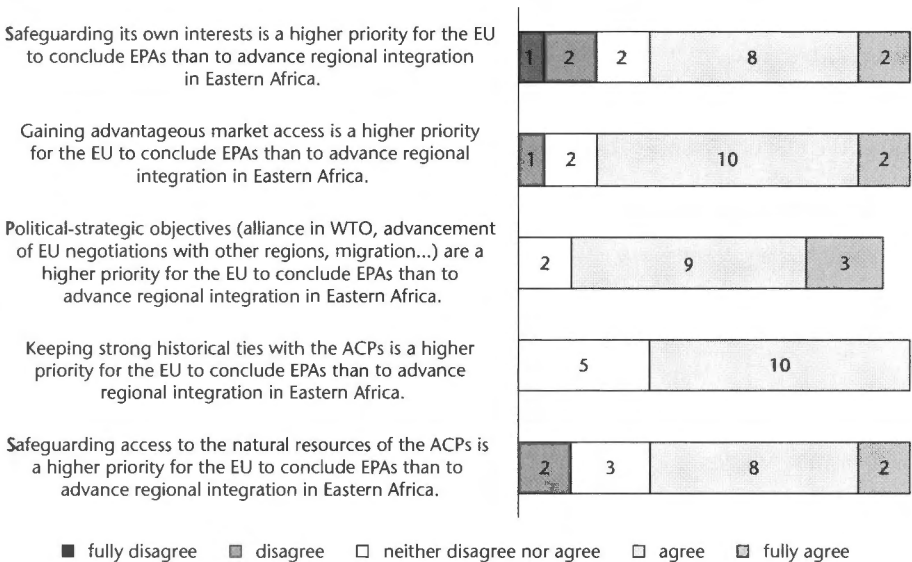 Safeguarding its own interests is a higher priority for the EU
to conclude EPAs than to advance regional integration
in Eastern Africa.
1 2 2 8 2
Gaining advantageous market access is a higher priority
for the EU to conclude EPAs than to advance regional
integration in Eastern Africa.
1 2 10 2
Political-strategic objectives (alliance in WTO, advancement
of EU negotiations with other regions, migration...) are a
higher priority for the EU to conclude EPAs than to
advance regional integration in Eastern Africa.
2 9 3
Keeping strong historical ties with the ACPs is a higher
priority for the EU to conclude EPAs than to advance
regional integration in Eastern Africa.
5 10
Safeguarding access to the natural resources of the ACPs is
a higher priority for the EU to conclude EPAs than to
advance regional integration in Eastern Africa.
2 3 8 2
fully disagree disagree neither disagree nor agree agree fully agree